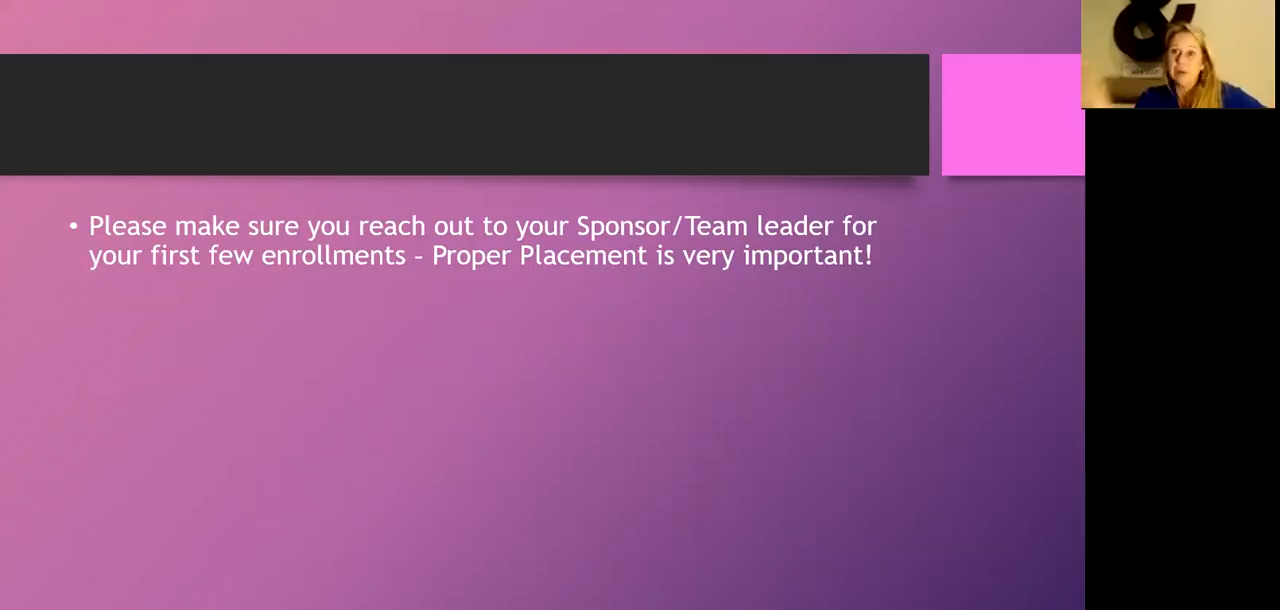 • Please make sure you reach out to your Sponsor/Team leader for
your first few enrollments – Proper Placement is very important!